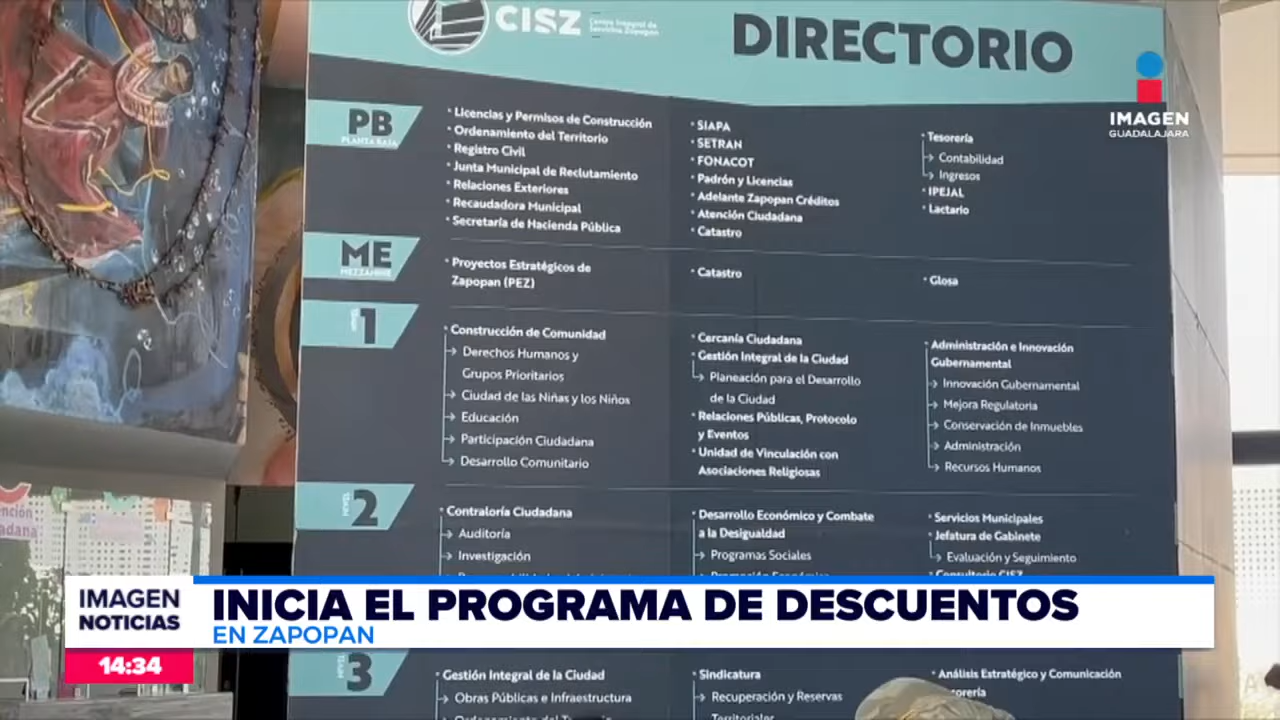 CISZ
Centro Integral de
Servicios Zapopan
DIRECTORIO
IMAGEN
GUADALAJARA
PB
PLANTA BAJA
• Licencias y Permisos de Construcción
• Ordenamiento del Territorio
• Registro Civil
• Junta Municipal de Reclutamiento
• Relaciones Exteriores
• Recaudadora Municipal
• Secretaría de Hacienda Pública
• SIAPA
• SETRAN
• FONACOT
• Padrón y Licencias
• Adelante Zapopan Créditos
• Atención Ciudadana
• Catastro
• Tesorería
Contabilidad
Ingresos
• IPEJAL
• Lactario
ME
MEZZANINE
• Proyectos Estratégicos de
Zapopan (PEZ)
• Catastro
• Glosa
1
• Construcción de Comunidad
Derechos Humanos y
Grupos Prioritarios
Ciudad de las Niñas y los Niños
Educación
Participación Ciudadana
Desarrollo Comunitario
• Cercanía Ciudadana
• Gestión Integral de la Ciudad
Planeación para el Desarrollo
de la Ciudad
• Relaciones Públicas, Protocolo
y Eventos
• Unidad de Vinculación con
Asociaciones Religiosas
• Administración e Innovación
Gubernamental
Innovación Gubernamental
Mejora Regulatoria
Conservación de Inmuebles
Administración
Recursos Humanos
2
• Contraloría Ciudadana
Auditoría
Investigación
• Desarrollo Económico y Combate
a la Desigualdad
Programas Sociales
• Servicios Municipales
• Jefatura de Gabinete
Evaluación y Seguimiento
• Consultorio CISZ
IMAGEN
NOTICIAS
14:34
INICIA EL PROGRAMA DE DESCUENTOS
EN ZAPOPAN
3
• Gestión Integral de la Ciudad
Obras Públicas e Infraestructura
• Sindicatura
Recuperación y Reservas
Territoriales
• Análisis Estratégico y Comunicación